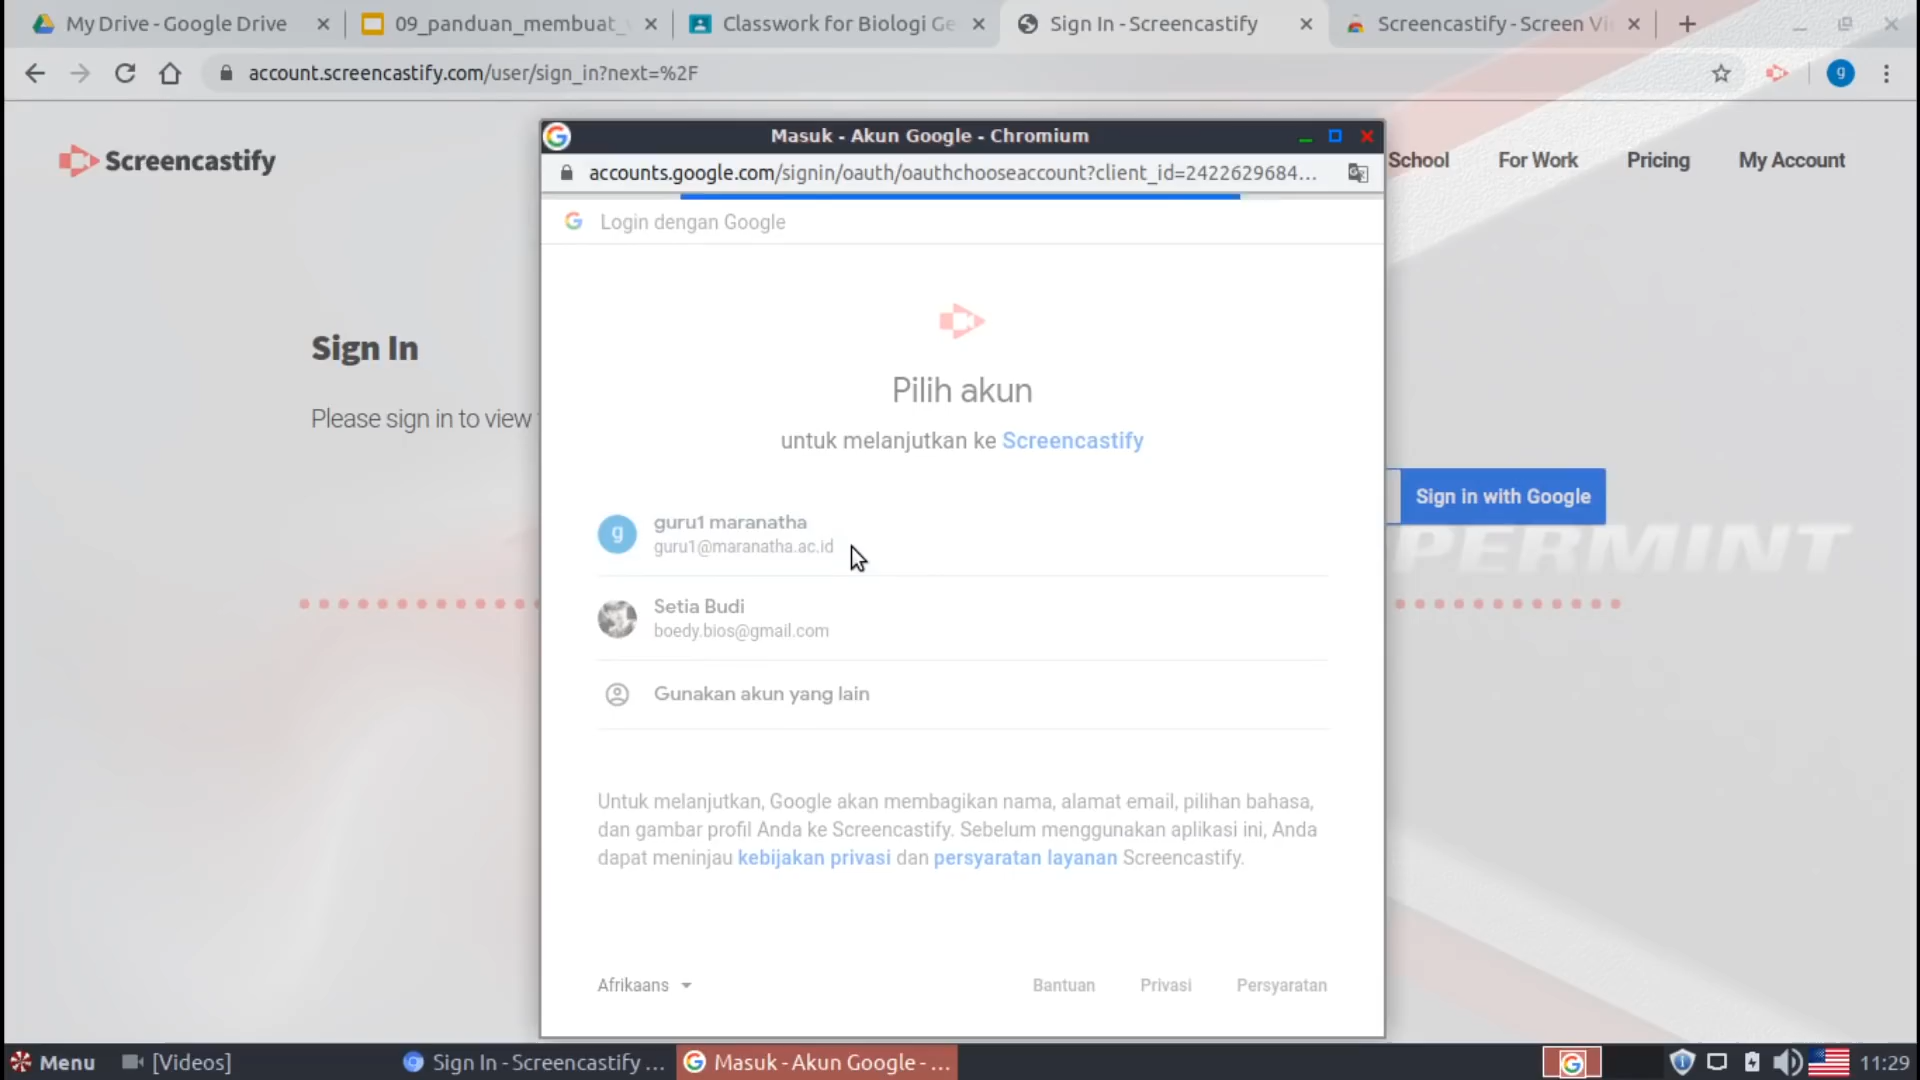 My Drive - Google Drive
09_panduan_membuat_
Classwork for Biologi Ge
Sign In - Screencastify
Screencastify - Screen Vi
account.screencastify.com/user/sign_in?next=%2F
g
Screencastify
School
For Work
Pricing
My Account
Sign In
Please sign in to view
Sign in with Google
PERMINT
Masuk - Akun Google - Chromium
accounts.google.com/signin/oauth/oauthchooseaccount?client_id=2422629684...
Login dengan Google
Pilih akun
untuk melanjutkan ke Screencastify
g
guru1 maranatha
guru1@maranatha.ac.id
Setia Budi
boedy.bios@gmail.com
Gunakan akun yang lain
Untuk melanjutkan, Google akan membagikan nama, alamat email, pilihan bahasa,
dan gambar profil Anda ke Screencastify. Sebelum menggunakan aplikasi ini, Anda
dapat meninjau kebijakan privasi dan persyaratan layanan Screencastify.
Afrikaans
Bantuan
Privasi
Persyaratan
Menu
[Videos]
Sign In - Screencastify ...
Masuk - Akun Google - ...
11:29